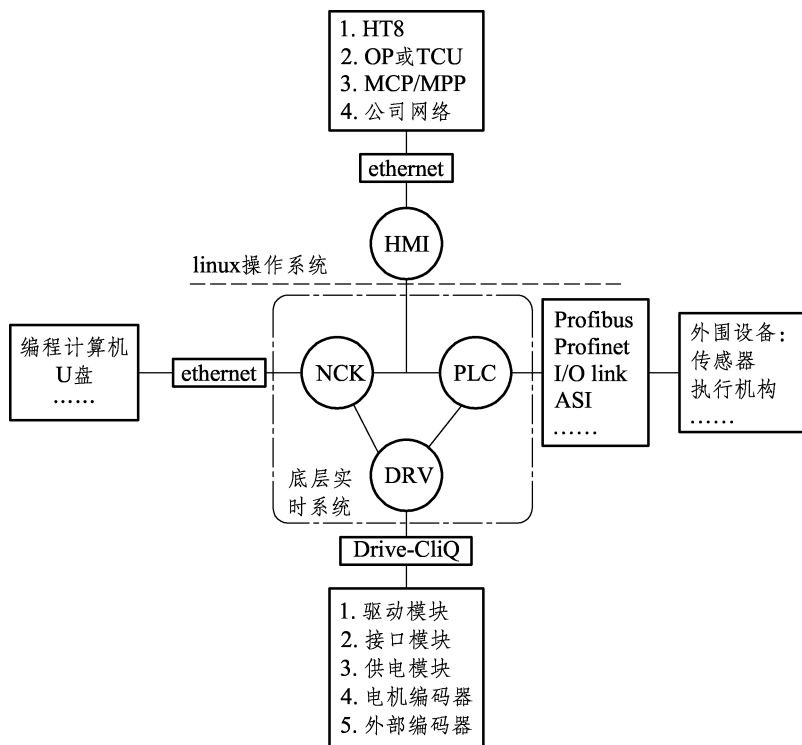 1. HT8
2. OP或TCU
3. MCP/MPP
4. 公司网络
ethernet
HMI
linux操作系统
编程计算机
U盘
……
ethernet
NCK
PLC
Profibus
Profinet
I/O link
ASI
……
外围设备：
传感器
执行机构
……
DRV
底层实
时系统
Drive-CliQ
1. 驱动模块
2. 接口模块
3. 供电模块
4. 电机编码器
5. 外部编码器